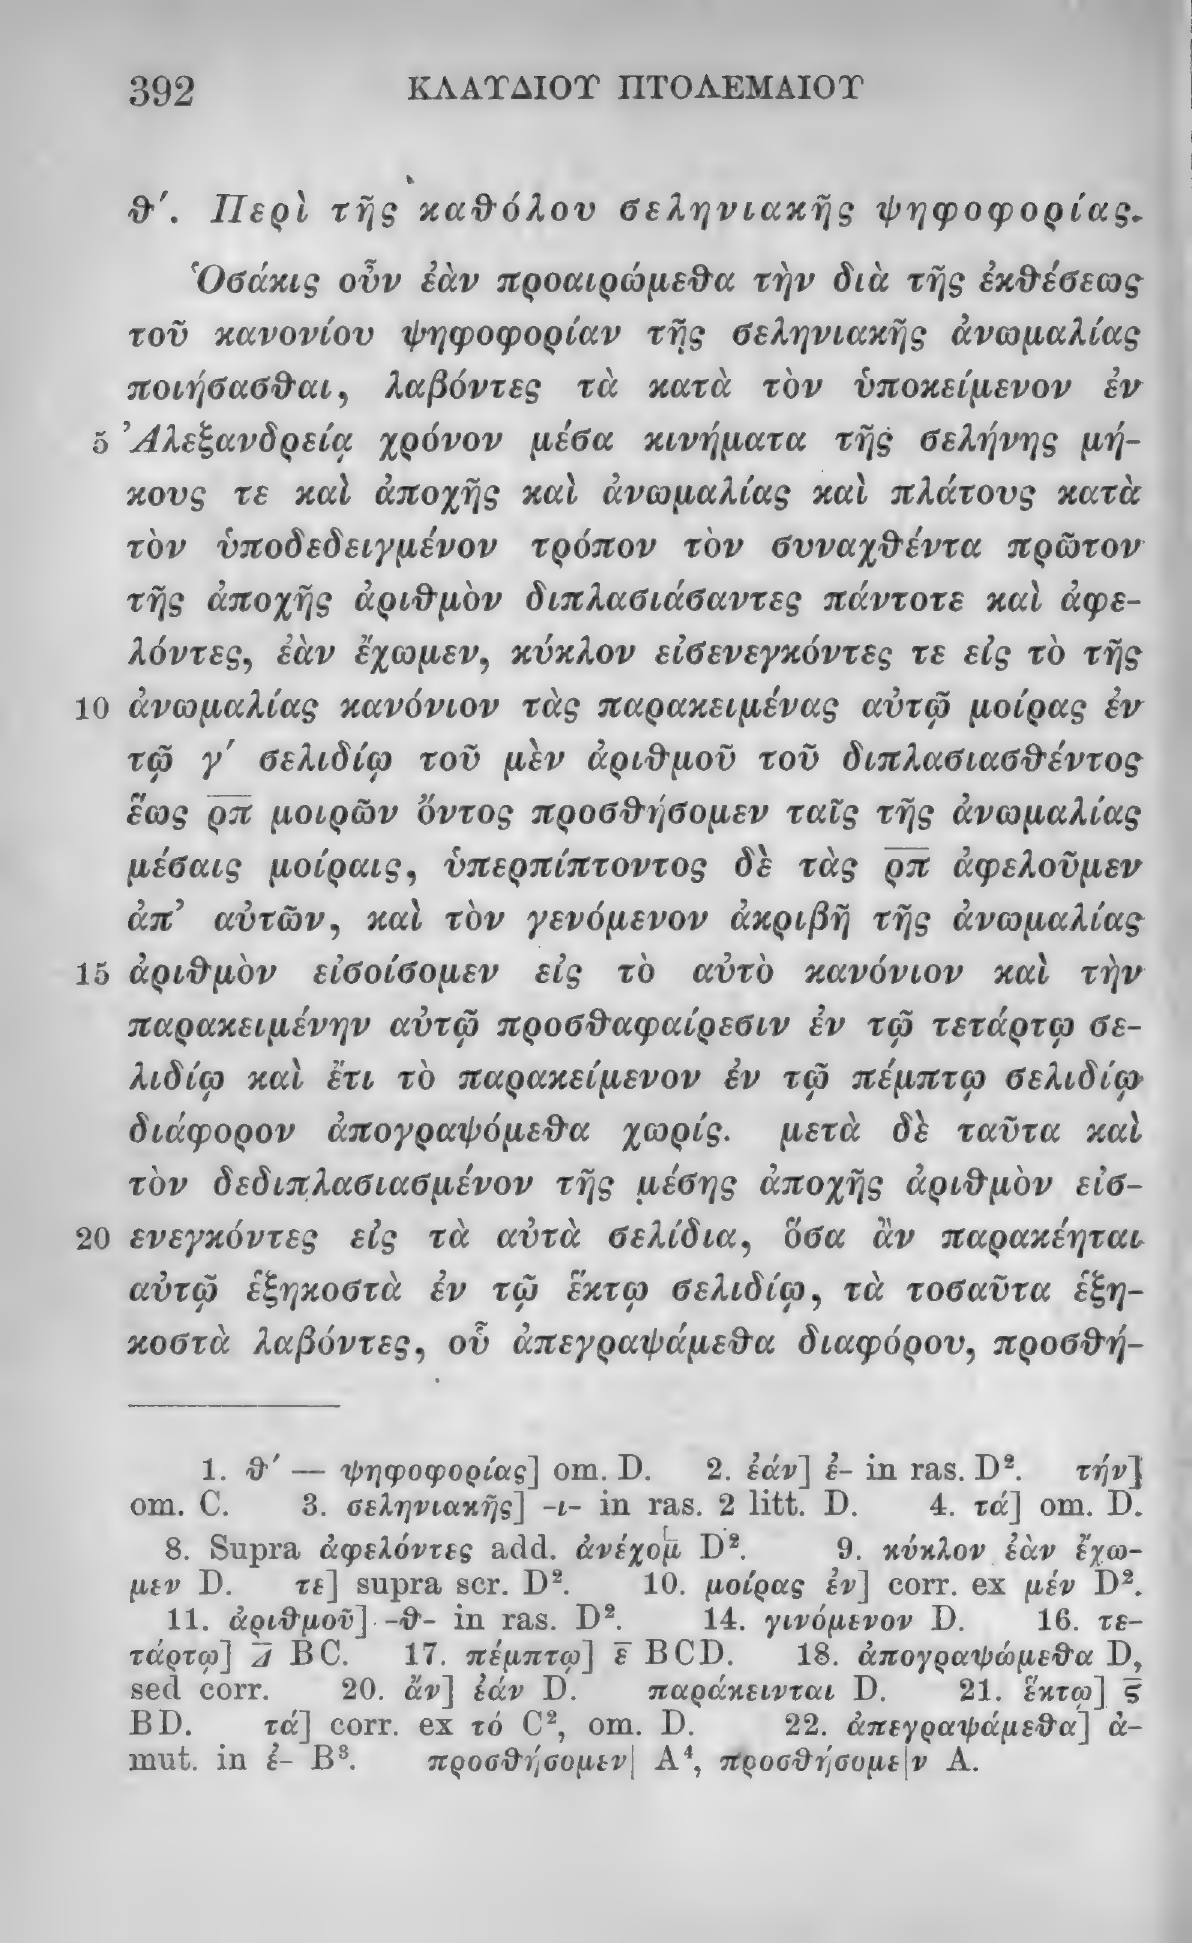 392 ΚΛΑΥΔΙΟΥ ΠΤΟΛΕΜΑΙΟΥ
θ΄. Περὶ τῆς καθόλου σεληνιακῆς ψηφοφορίας.
Ὁσάκις οὖν ἐὰν προαιρώμεθα τὴν διὰ τῆς ἐκθέσεως
τοῦ κανονίου ψηφοφορίαν τῆς σεληνιακῆς ἀνωμαλίας
ποιήσασθαι, λαβόντες τὰ κατὰ τὸν ὑποκείμενον ἐν
5 Ἀλεξανδρείᾳ χρόνον μέσα κινήματα τῆς σελήνης μή-
κους τε καὶ ἀποχῆς καὶ ἀνωμαλίας καὶ πλάτους κατὰ
τὸν ὑποδεδειγμένον τρόπον τὸν συναχθέντα πρῶτον
τῆς ἀποχῆς ἀριθμὸν διπλασιάσαντες πάντοτε καὶ ἀφε-
λόντες, ἐὰν ἔχωμεν, κύκλον εἰσενεγκόντες τε εἰς τὸ τῆς
10 ἀνωμαλίας κανόνιον τὰς παρακειμένας αὐτῷ μοίρας ἐν
τῷ γ΄ σελιδίῳ τοῦ μὲν ἀριθμοῦ τοῦ διπλασιασθέντος
ἕως ρ̅π̅ μοιρῶν ὄντος προσθήσομεν ταῖς τῆς ἀνωμαλίας
μέσαις μοίραις, ὑπερπίπτοντος δὲ τὰς ρ̅π̅ ἀφελοῦμεν
ἀπ’ αὐτῶν, καὶ τὸν γενόμενον ἀκριβῆ τῆς ἀνωμαλίας
15 ἀριθμὸν εἰσοίσομεν εἰς τὸ αὐτὸ κανόνιον καὶ τὴν
παρακειμένην αὐτῷ προσθαφαίρεσιν ἐν τῷ τετάρτῳ σε-
λιδίῳ καὶ ἔτι τὸ παρακείμενον ἐν τῷ πέμπτῳ σελιδίῳ
διάφορον ἀπογραψόμεθα χωρίς. μετὰ δὲ ταῦτα καὶ
τὸν δεδιπλασιασμένον τῆς μέσης ἀποχῆς ἀριθμὸν εἰσ-
20 ενεγκόντες εἰς τὰ αὐτὰ σελίδια, ὅσα ἂν παρακέηται
αὐτῷ ἑξηκοστὰ ἐν τῷ ἕκτῳ σελιδίῳ, τὰ τοσαῦτα ἑξη-
κοστὰ λαβόντες, οὗ ἀπεγραψάμεθα διαφόρου, προσθή-
1. θ΄ — ψηφοφορίας] om. D. 2. ἐάν] ἐ- in ras. D². τήν]
om. C. 3. σεληνιακῆς] -ι- in ras. 2 litt. D. 4. τά] om. D.
8. Supra ἀφελόντες add. ἀνέχομ̔ D². 9. κύκλον ἐὰν ἔχω-
μεν D. τε] supra scr. D². 10. μοίρας ἐν] corr. ex μέν D².
11. ἀριθμοῦ] -θ- in ras. D². 14. γινόμενον D. 16. τε-
τάρτῳ] Δ̅ BC. 17. πέμπτῳ] ε̅ BCD. 18. ἀπογραψώμεθα D,
sed corr. 20. ἄν] ἐάν D. παράκεινται D. 21. ἕκτῳ] ϛ̅
BD. τά] corr. ex τό C², om. D. 22. ἀπεγραψάμεθα] ἀ-
mut. in ἐ- B³. προσθήσομεν| A⁴, προσθήσομε|ν A.